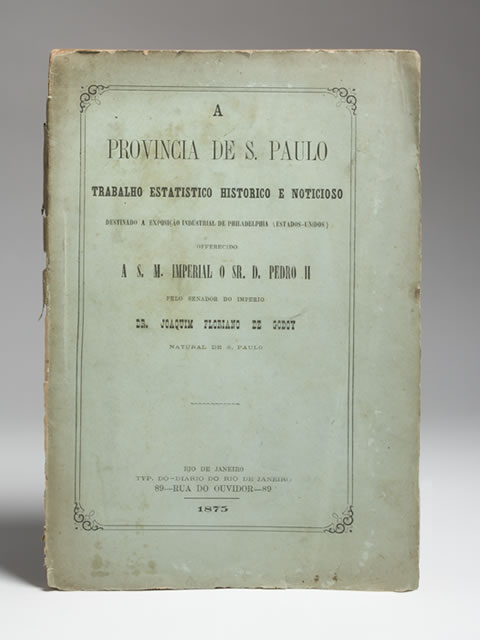 A
PROVINCIA DE S. PAULO
TRABALHO ESTATISTICO HISTORICO E NOTICIOSO
DESTINADO A EXPOSIÇÃO INDUSTRIAL DE PHILADELPHIA (ESTADOS-UNIDOS)
OFFERECIDO
A S. M. IMPERIAL O SR. D. PEDRO II
PELO SENADOR DO IMPERIO
DR. JOAQUIM FLORIANO DE GODOY
NATURAL DE S. PAULO
RIO DE JANEIRO
TYP. DO—DIARIO DO RIO DE JANEIRO
89—RUA DO OUVIDOR—89
1875